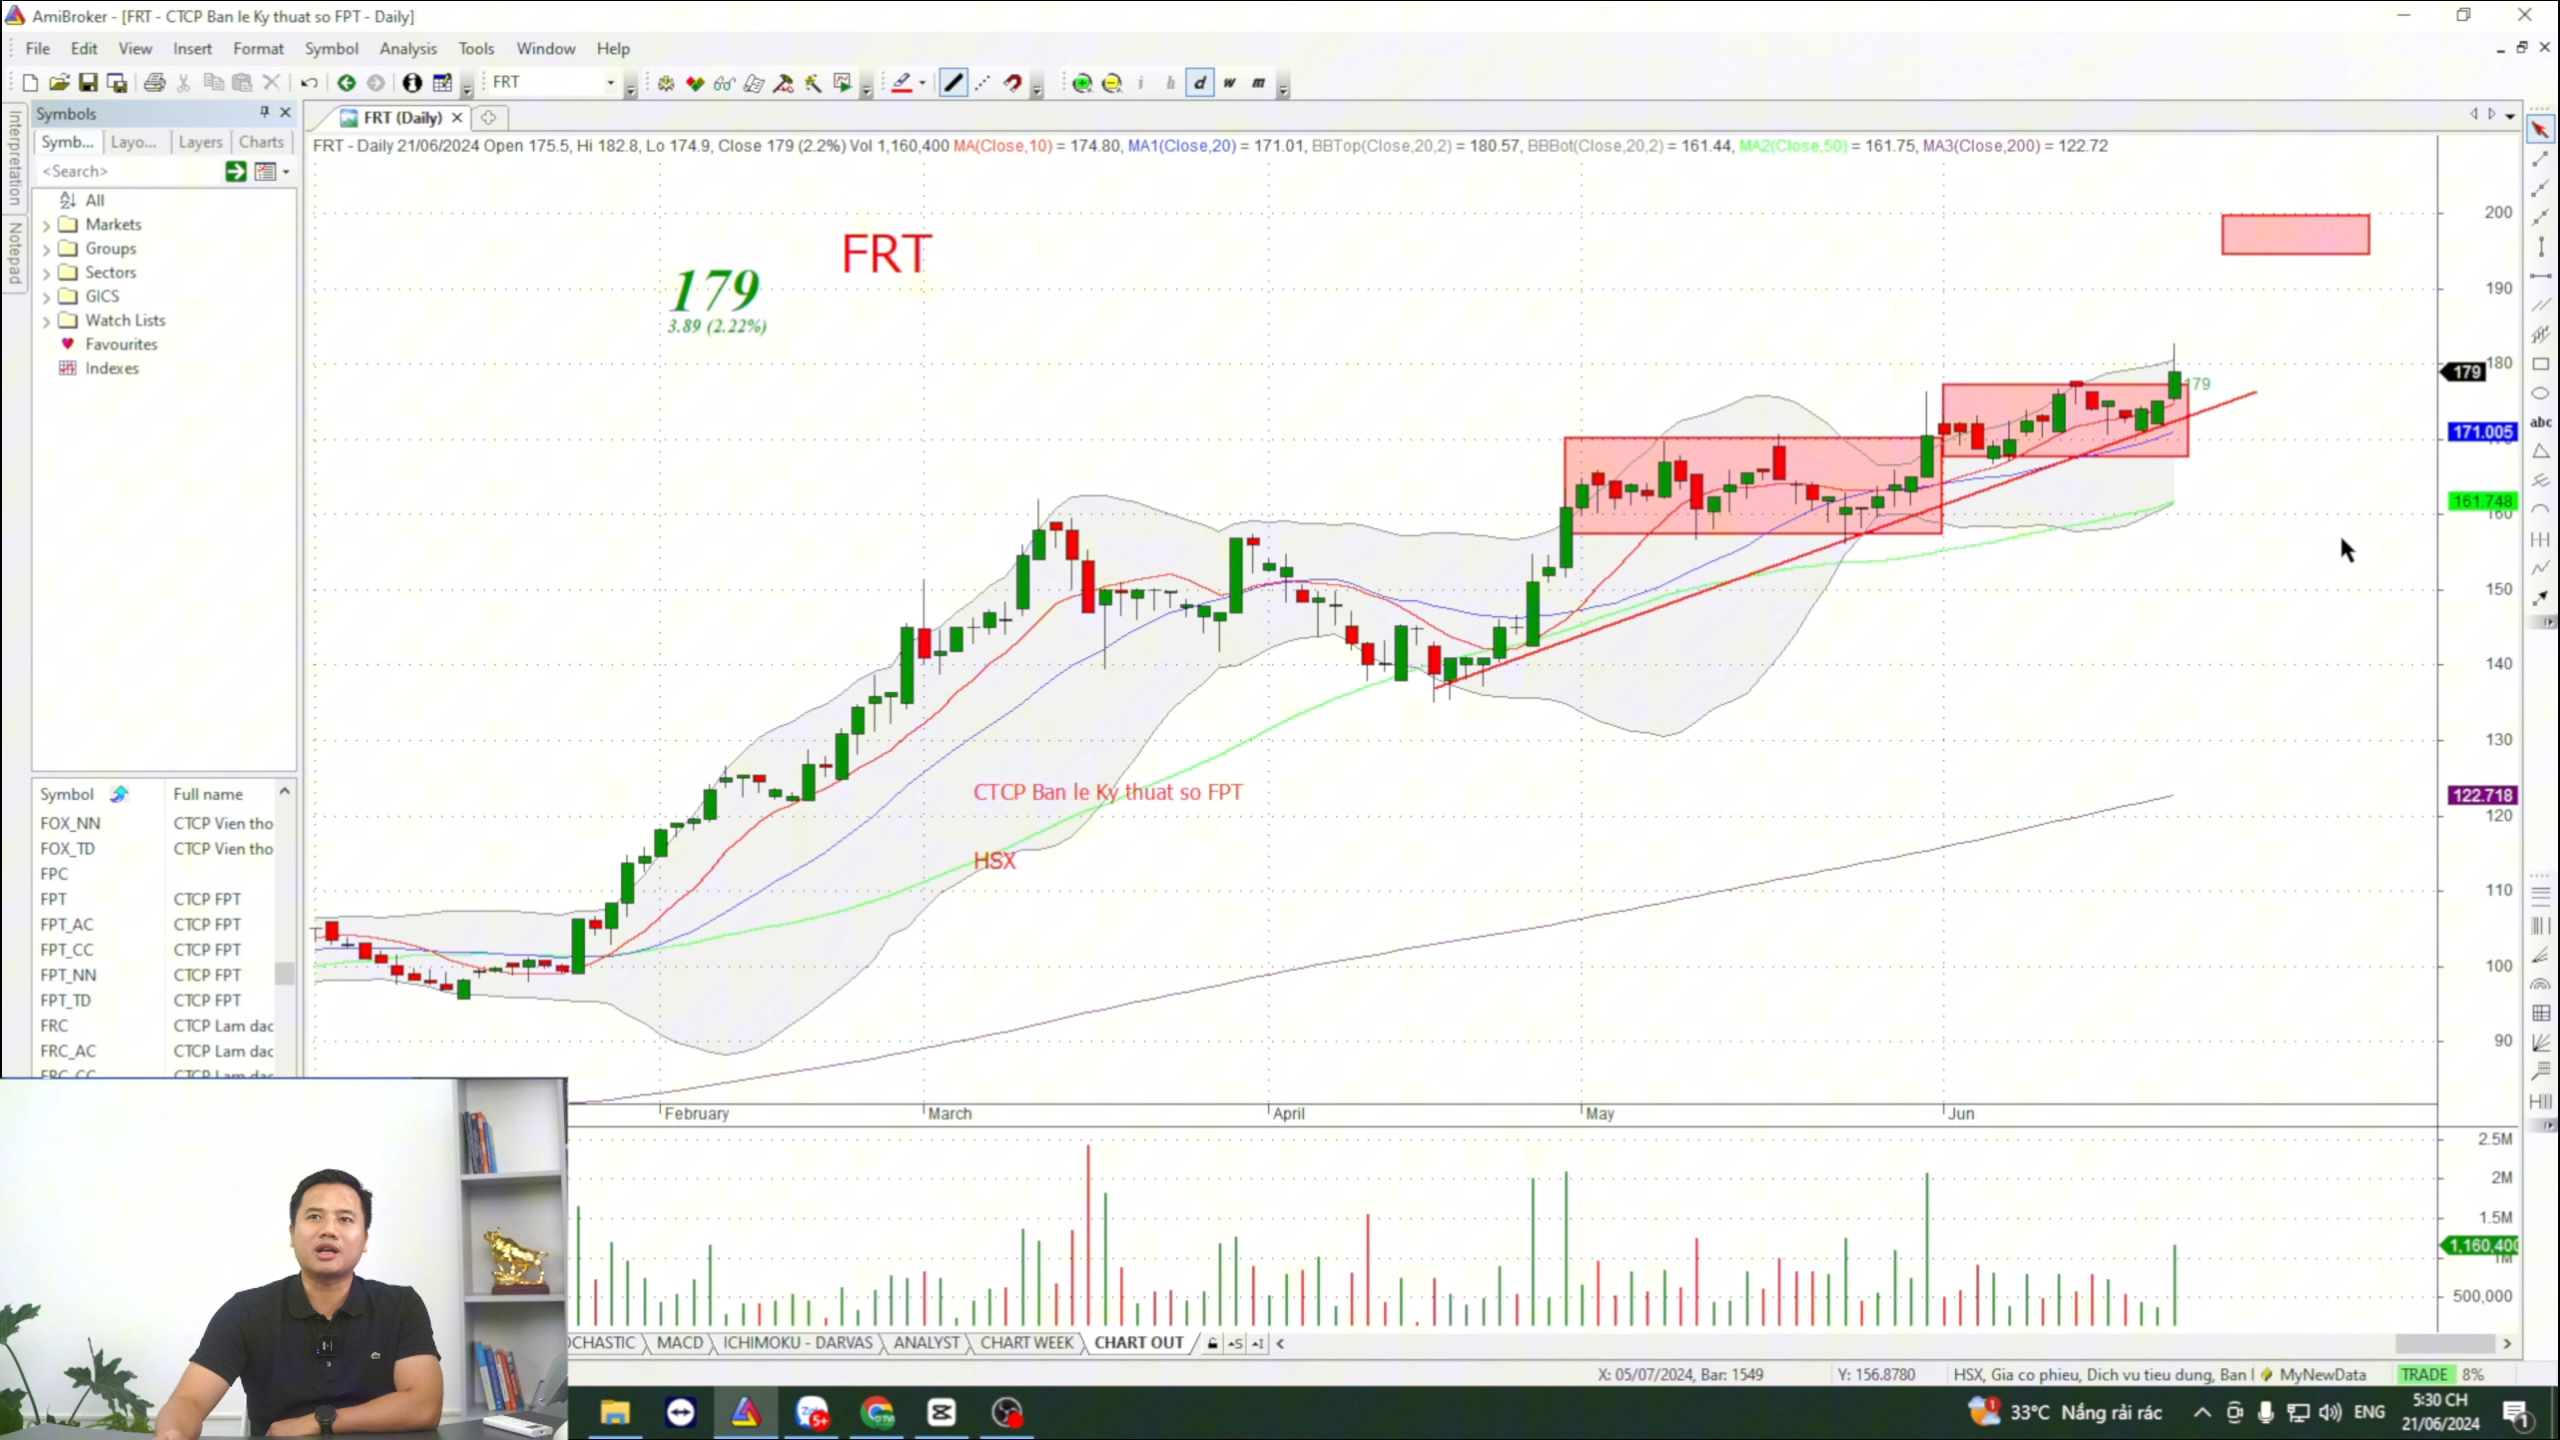 AmiBroker - [FRT - CTCP Ban le Ky thuat so FPT - Daily]
File Edit View Insert Format Symbol Analysis Tools Window Help
FRT
i h d w m
Interpretation
Notepad
Symbols
Symb... Layo... Layers Charts
<Search>
All
Markets
Groups
Sectors
GICS
Watch Lists
Favourites
Indexes
Symbol Full name
FOX_NN CTCP Vien tho
FOX_TD CTCP Vien tho
FPC
FPT CTCP FPT
FPT_AC CTCP FPT
FPT_CC CTCP FPT
FPT_NN CTCP FPT
FPT_TD CTCP FPT
FRC CTCP Lam dac
FRC_AC CTCP Lam dac
FRT (Daily)
FRT - Daily 21/06/2024 Open 175.5, Hi 182.8, Lo 174.9, Close 179 (2.2%) Vol 1,160,400 MA(Close,10) = 174.80, MA1(Close,20) = 171.01, BBTop(Close,20,2) = 180.57, BBBot(Close,20,2) = 161.44, MA2(Close,50) = 161.75, MA3(Close,200) = 122.72
FRT
179
3.89 (2.22%)
CTCP Ban le Ky thuat so FPT
HSX
179
200
190
180
179
171.005
161.748
160
150
140
130
122.718
120
110
100
90
February March April May Jun
2.5M
2M
1.5M
1,160,400
1M
500,000
abc
OCHASTIC MACD ICHIMOKU - DARVAS ANALYST CHART WEEK CHART OUT
X: 05/07/2024, Bar: 1549 Y: 156.8780 HSX, Gia co phieu, Dich vu tieu dung, Ban l MyNewData TRADE 8%
5+
33°C Nắng rải rác ENG 5:30 CH
21/06/2024
1